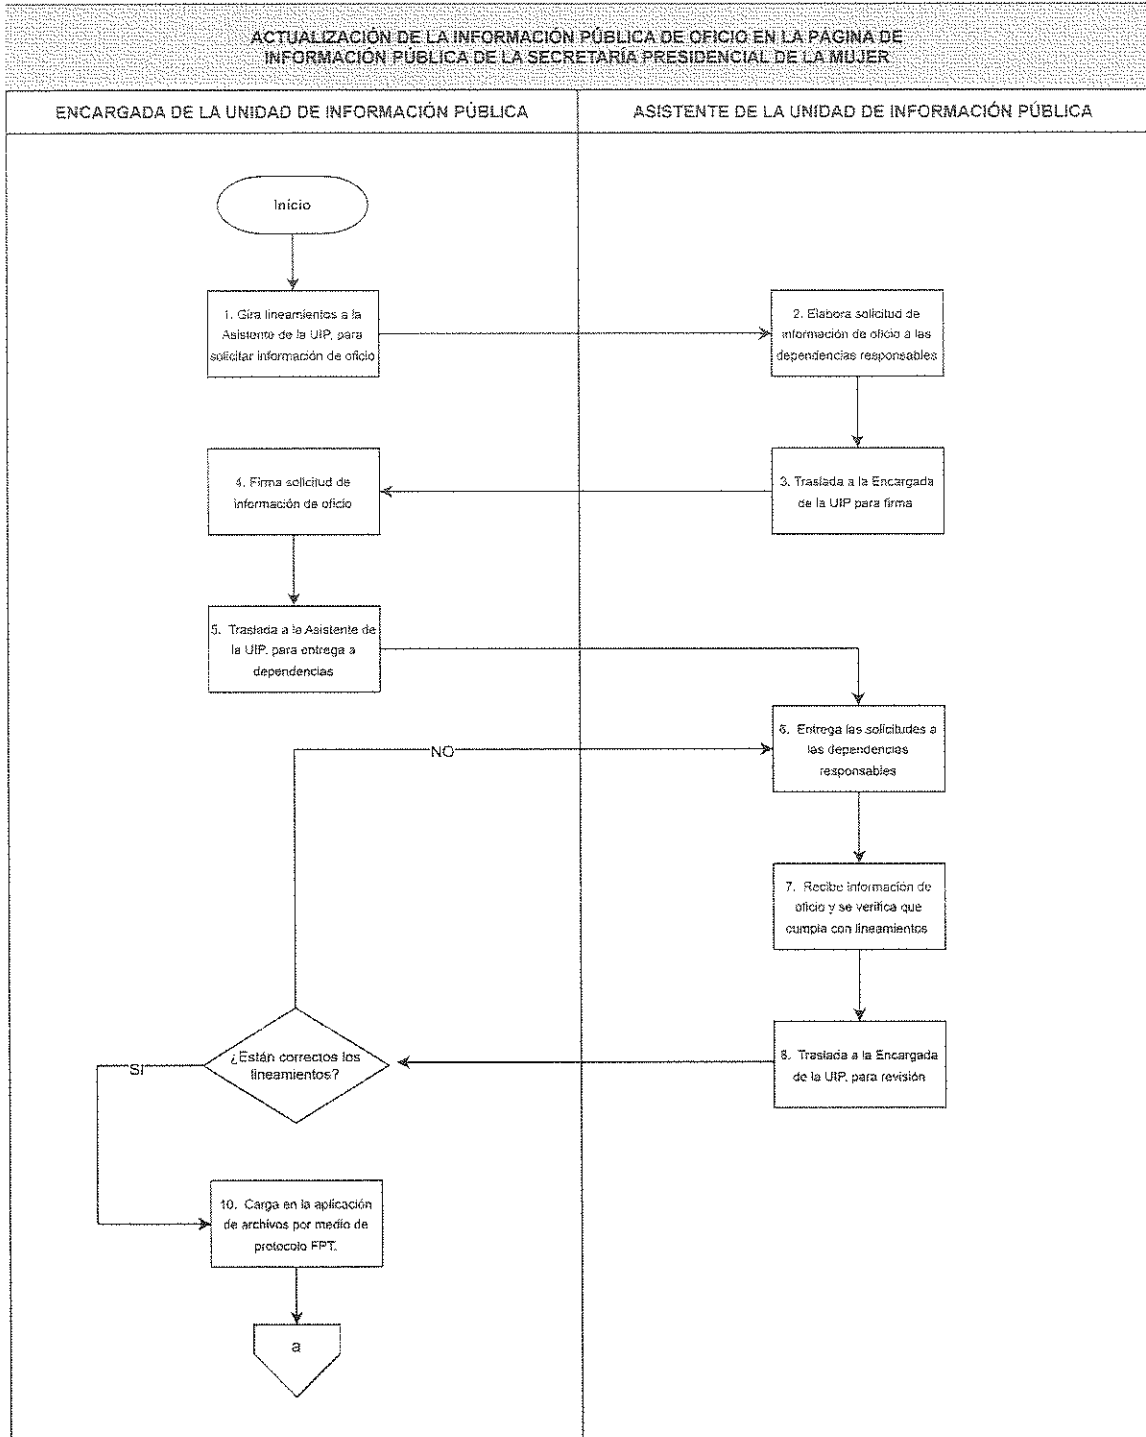 ACTUALIZACIÓN DE LA INFORMACIÓN PÚBLICA DE OFICIO EN LA PÁGINA DE
INFORMACIÓN PÚBLICA DE LA SECRETARÍA PRESIDENCIAL DE LA MUJER
ENCARGADA DE LA UNIDAD DE INFORMACIÓN PÚBLICA
ASISTENTE DE LA UNIDAD DE INFORMACIÓN PÚBLICA
Inicio
1. Gira lineamientos a la
Asistente de la UIP, para
solicitar información de oficio
2. Elabora solicitud de
información de oficio a las
dependencias responsables
4. Firma solicitud de
información de oficio
3. Traslada a la Encargada
de la UIP para firma
5. Traslada a la Asistente de
la UIP, para entrega a
dependencias
6. Entrega las solicitudes a
las dependencias
responsables
NO
7. Recibe información de
oficio y se verifica que
cumpla con lineamientos
¿Están correctos los
lineamientos?
8. Traslada a la Encargada
de la UIP, para revisión
SI
10. Carga en la aplicación
de archivos por medio de
protocolo FPT.
a